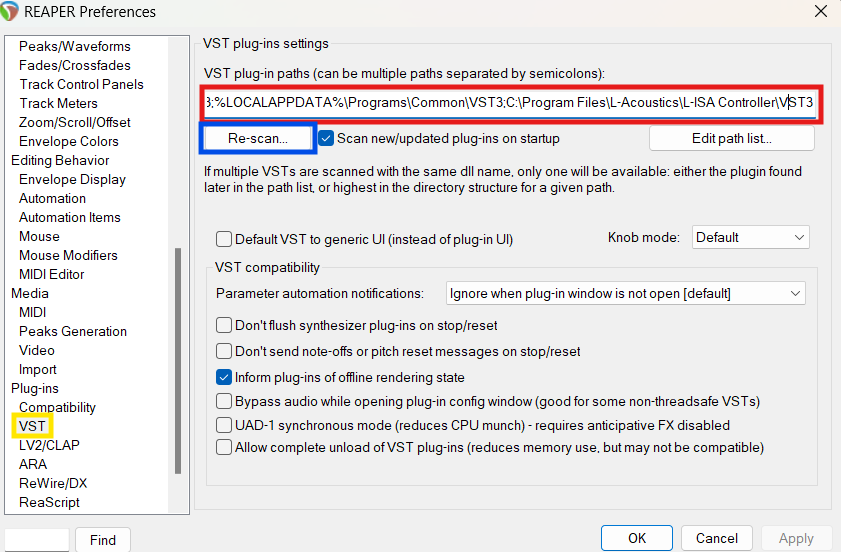 REAPER Preferences
Peaks/Waveforms
Fades/Crossfades
Track Control Panels
Track Meters
Zoom/Scroll/Offset
Envelope Colors
Editing Behavior
Envelope Display
Automation
Automation Items
Mouse
Mouse Modifiers
MIDI Editor
Media
MIDI
Peaks Generation
Video
Import
Plug-ins
Compatibility
VST
LV2/CLAP
ARA
ReWire/DX
ReaScript
Find
VST plug-ins settings
VST plug-in paths (can be multiple paths separated by semicolons):
3;%LOCALAPPDATA%\Programs\Common\VST3;C:\Program Files\L-Acoustics\L-ISA Controller\VST3
Re-scan... Scan new/updated plug-ins on startup Edit path list...
If multiple VSTs are scanned with the same dll name, only one will be available: either the plugin found
later in the path list, or highest in the directory structure for a given path.
Default VST to generic UI (instead of plug-in UI) Knob mode: Default
VST compatibility
Parameter automation notifications: Ignore when plug-in window is not open [default]
Don't flush synthesizer plug-ins on stop/reset
Don't send note-offs or pitch reset messages on stop/reset
Inform plug-ins of offline rendering state
Bypass audio while opening plug-in config window (good for some non-threadsafe VSTs)
UAD-1 synchronous mode (reduces CPU munch) - requires anticipative FX disabled
Allow complete unload of VST plug-ins (reduces memory use, but may not be compatible)
OK Cancel Apply